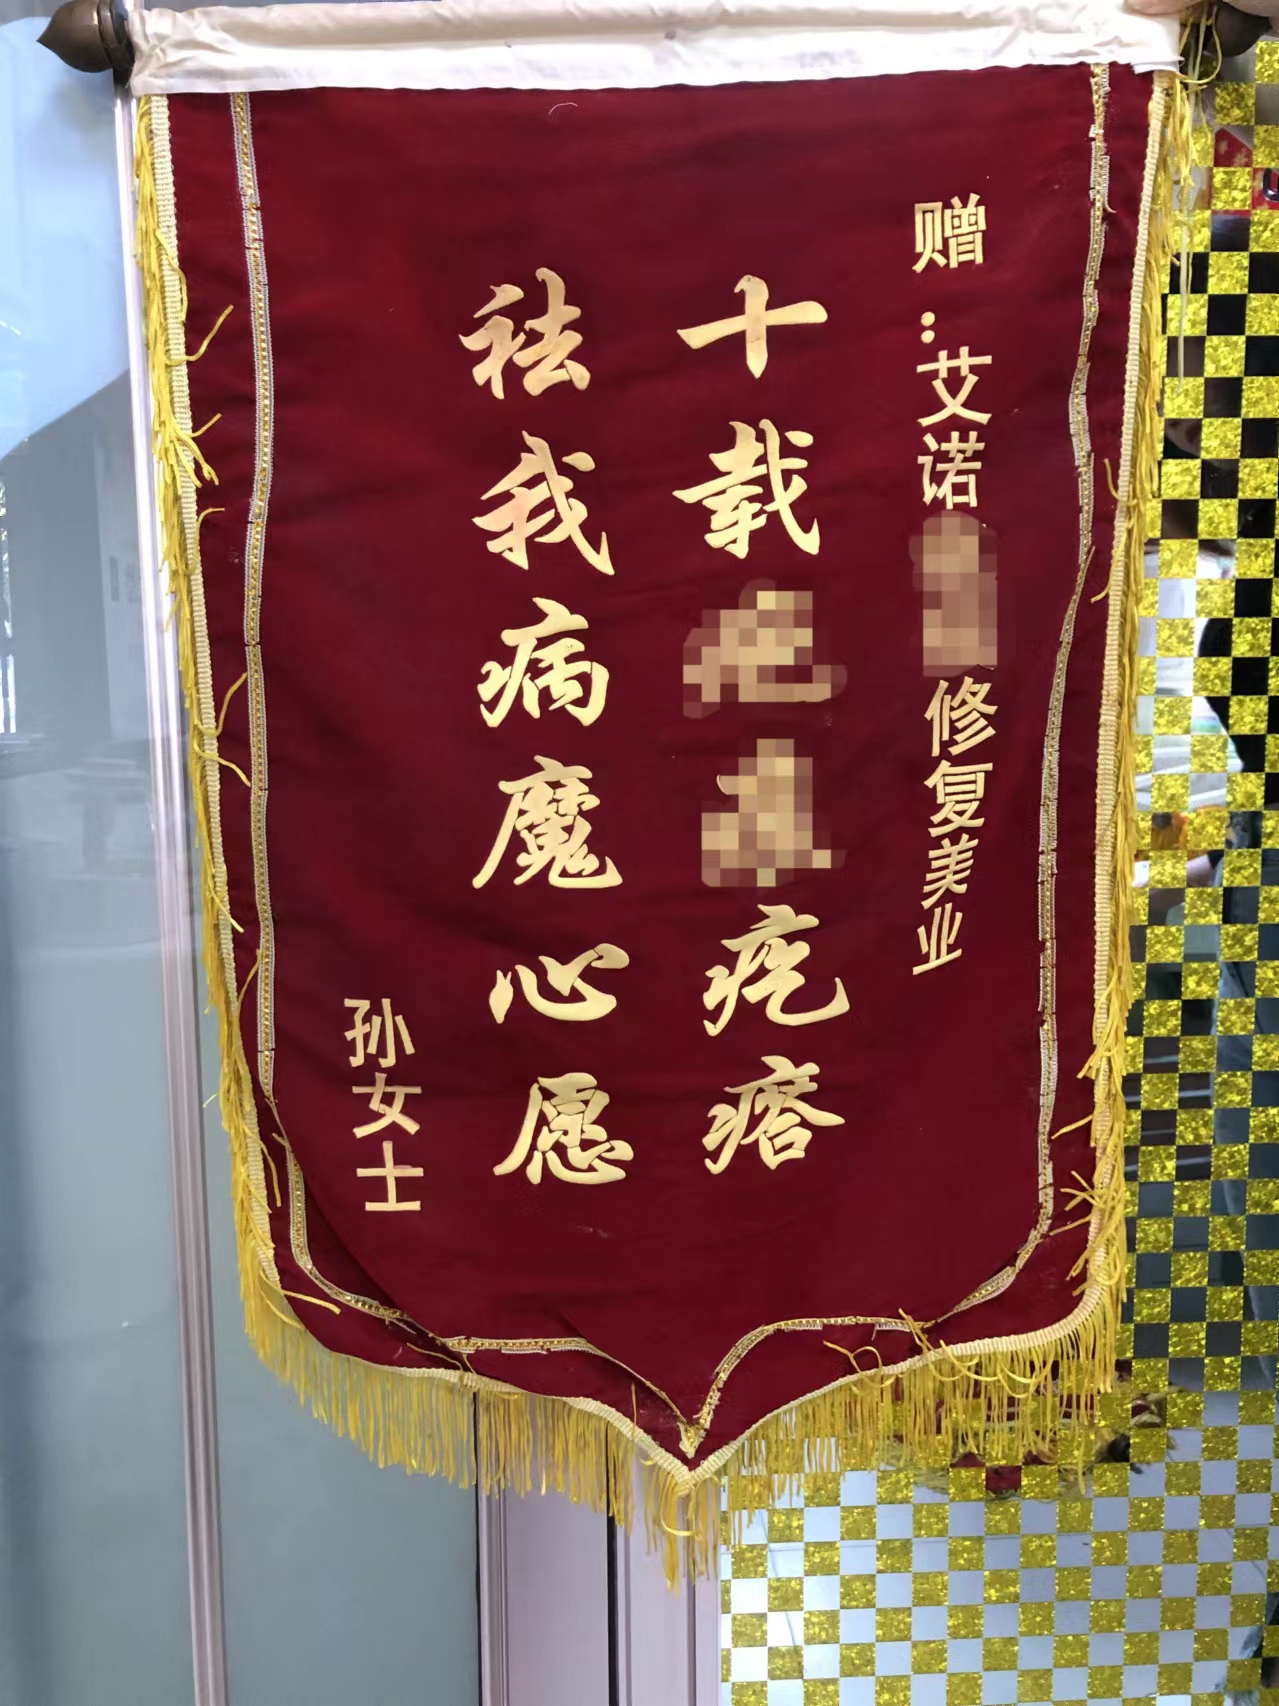 赠:艾诺修复美业
十载疙瘩
祛我病魔心愿
孙女士